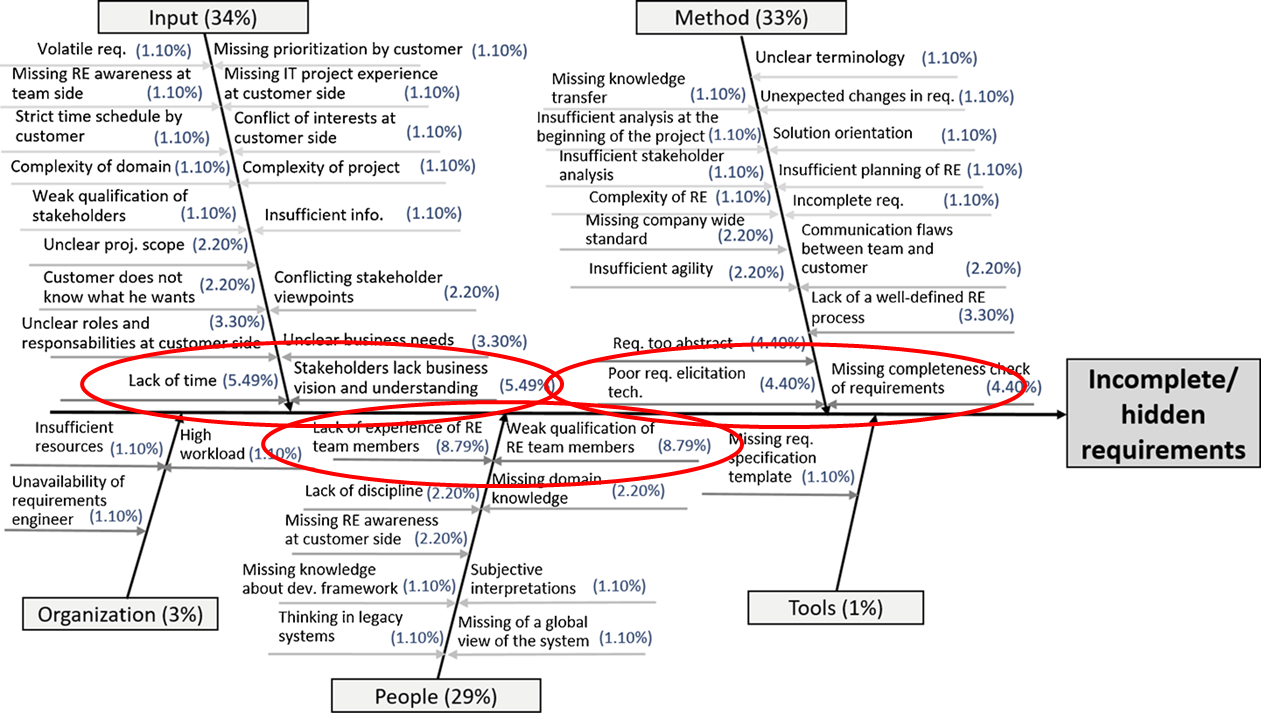 Input (34%)
Volatile req. (1.10%)
Missing prioritization by customer (1.10%)
Missing RE awareness at
team side (1.10%)
Missing IT project experience
at customer side (1.10%)
Strict time schedule by
customer (1.10%)
Conflict of interests at
customer side (1.10%)
Complexity of domain (1.10%)
Complexity of project (1.10%)
Weak qualification of
stakeholders (1.10%)
Insufficient info. (1.10%)
Unclear proj. scope (2.20%)
Customer does not
know what he wants (2.20%)
Conflicting stakeholder
viewpoints (2.20%)
Unclear roles and
responsabilities at customer side (3.30%)
Unclear business needs (3.30%)
Lack of time (5.49%)
Stakeholders lack business
vision and understanding (5.49%)
Method (33%)
Unclear terminology (1.10%)
Missing knowledge
transfer (1.10%)
Unexpected changes in req. (1.10%)
Insufficient analysis at the
beginning of the project (1.10%)
Solution orientation (1.10%)
Insufficient stakeholder
analysis (1.10%)
Insufficient planning of RE (1.10%)
Complexity of RE (1.10%)
Incomplete req. (1.10%)
Missing company wide
standard (2.20%)
Communication flaws
between team and
customer (2.20%)
Insufficient agility (2.20%)
Lack of a well-defined RE
process (3.30%)
Req. too abstract (4.40%)
Poor req. elicitation
tech. (4.40%)
Missing completeness check
of requirements (4.40%)
Incomplete/
hidden
requirements
Insufficient
resources (1.10%)
High
workload (1.10%)
Unavailability of
requirements
engineer (1.10%)
Organization (3%)
Lack of experience of RE
team members (8.79%)
Weak qualification of
RE team members (8.79%)
Lack of discipline (2.20%)
Missing domain
knowledge (2.20%)
Missing RE awareness
at customer side (2.20%)
Missing knowledge
about dev. framework (1.10%)
Subjective
interpretations (1.10%)
Thinking in legacy
systems (1.10%)
Missing of a global
view of the system (1.10%)
People (29%)
Missing req.
specification
template (1.10%)
Tools (1%)